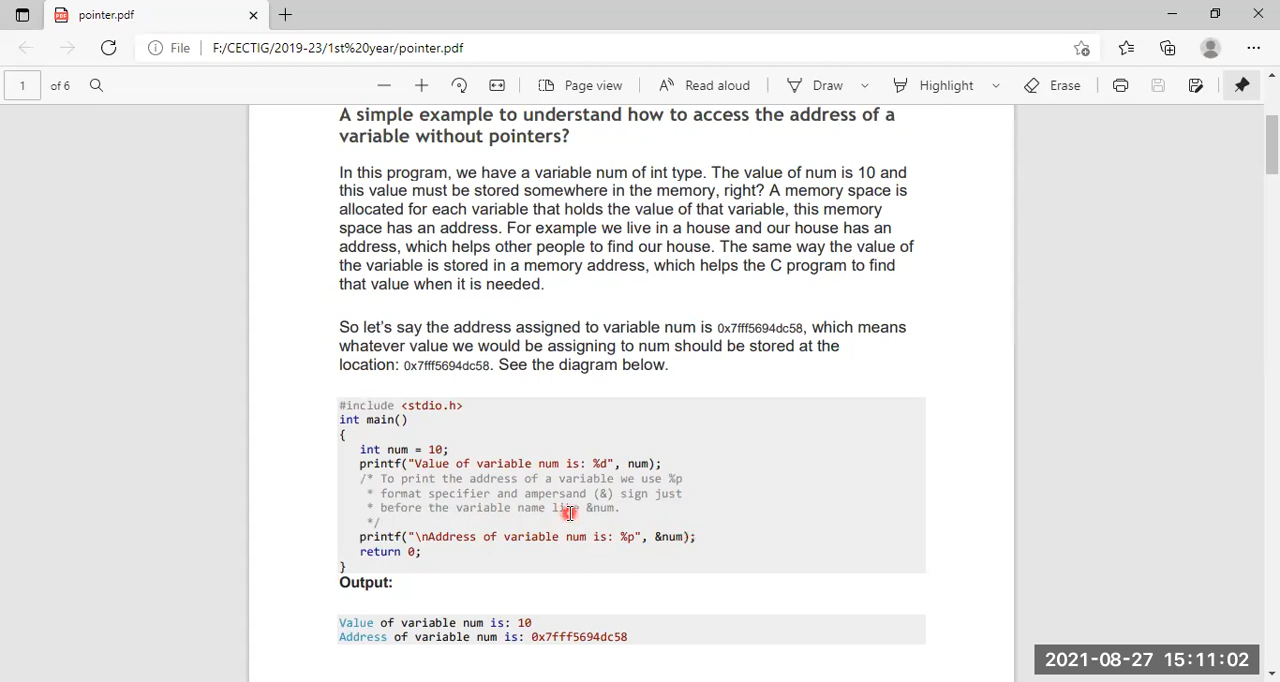 pointer.pdf
File
F:/CECTIG/2019-23/1st%20year/pointer.pdf
1 of 6
Page view
Read aloud
Draw
Highlight
Erase
A simple example to understand how to access the address of a
variable without pointers?
In this program, we have a variable num of int type. The value of num is 10 and
this value must be stored somewhere in the memory, right? A memory space is
allocated for each variable that holds the value of that variable, this memory
space has an address. For example we live in a house and our house has an
address, which helps other people to find our house. The same way the value of
the variable is stored in a memory address, which helps the C program to find
that value when it is needed.
So let’s say the address assigned to variable num is 0x7fff5694dc58, which means
whatever value we would be assigning to num should be stored at the
location: 0x7fff5694dc58. See the diagram below.
#include <stdio.h>
int main()
{
int num = 10;
printf("Value of variable num is: %d", num);
/* To print the address of a variable we use %p
* format specifier and ampersand (&) sign just
* before the variable name like &num.
*/
printf("\nAddress of variable num is: %p", &num);
return 0;
}
Output:
Value of variable num is: 10
Address of variable num is: 0x7fff5694dc58
2021-08-27 15:11:02